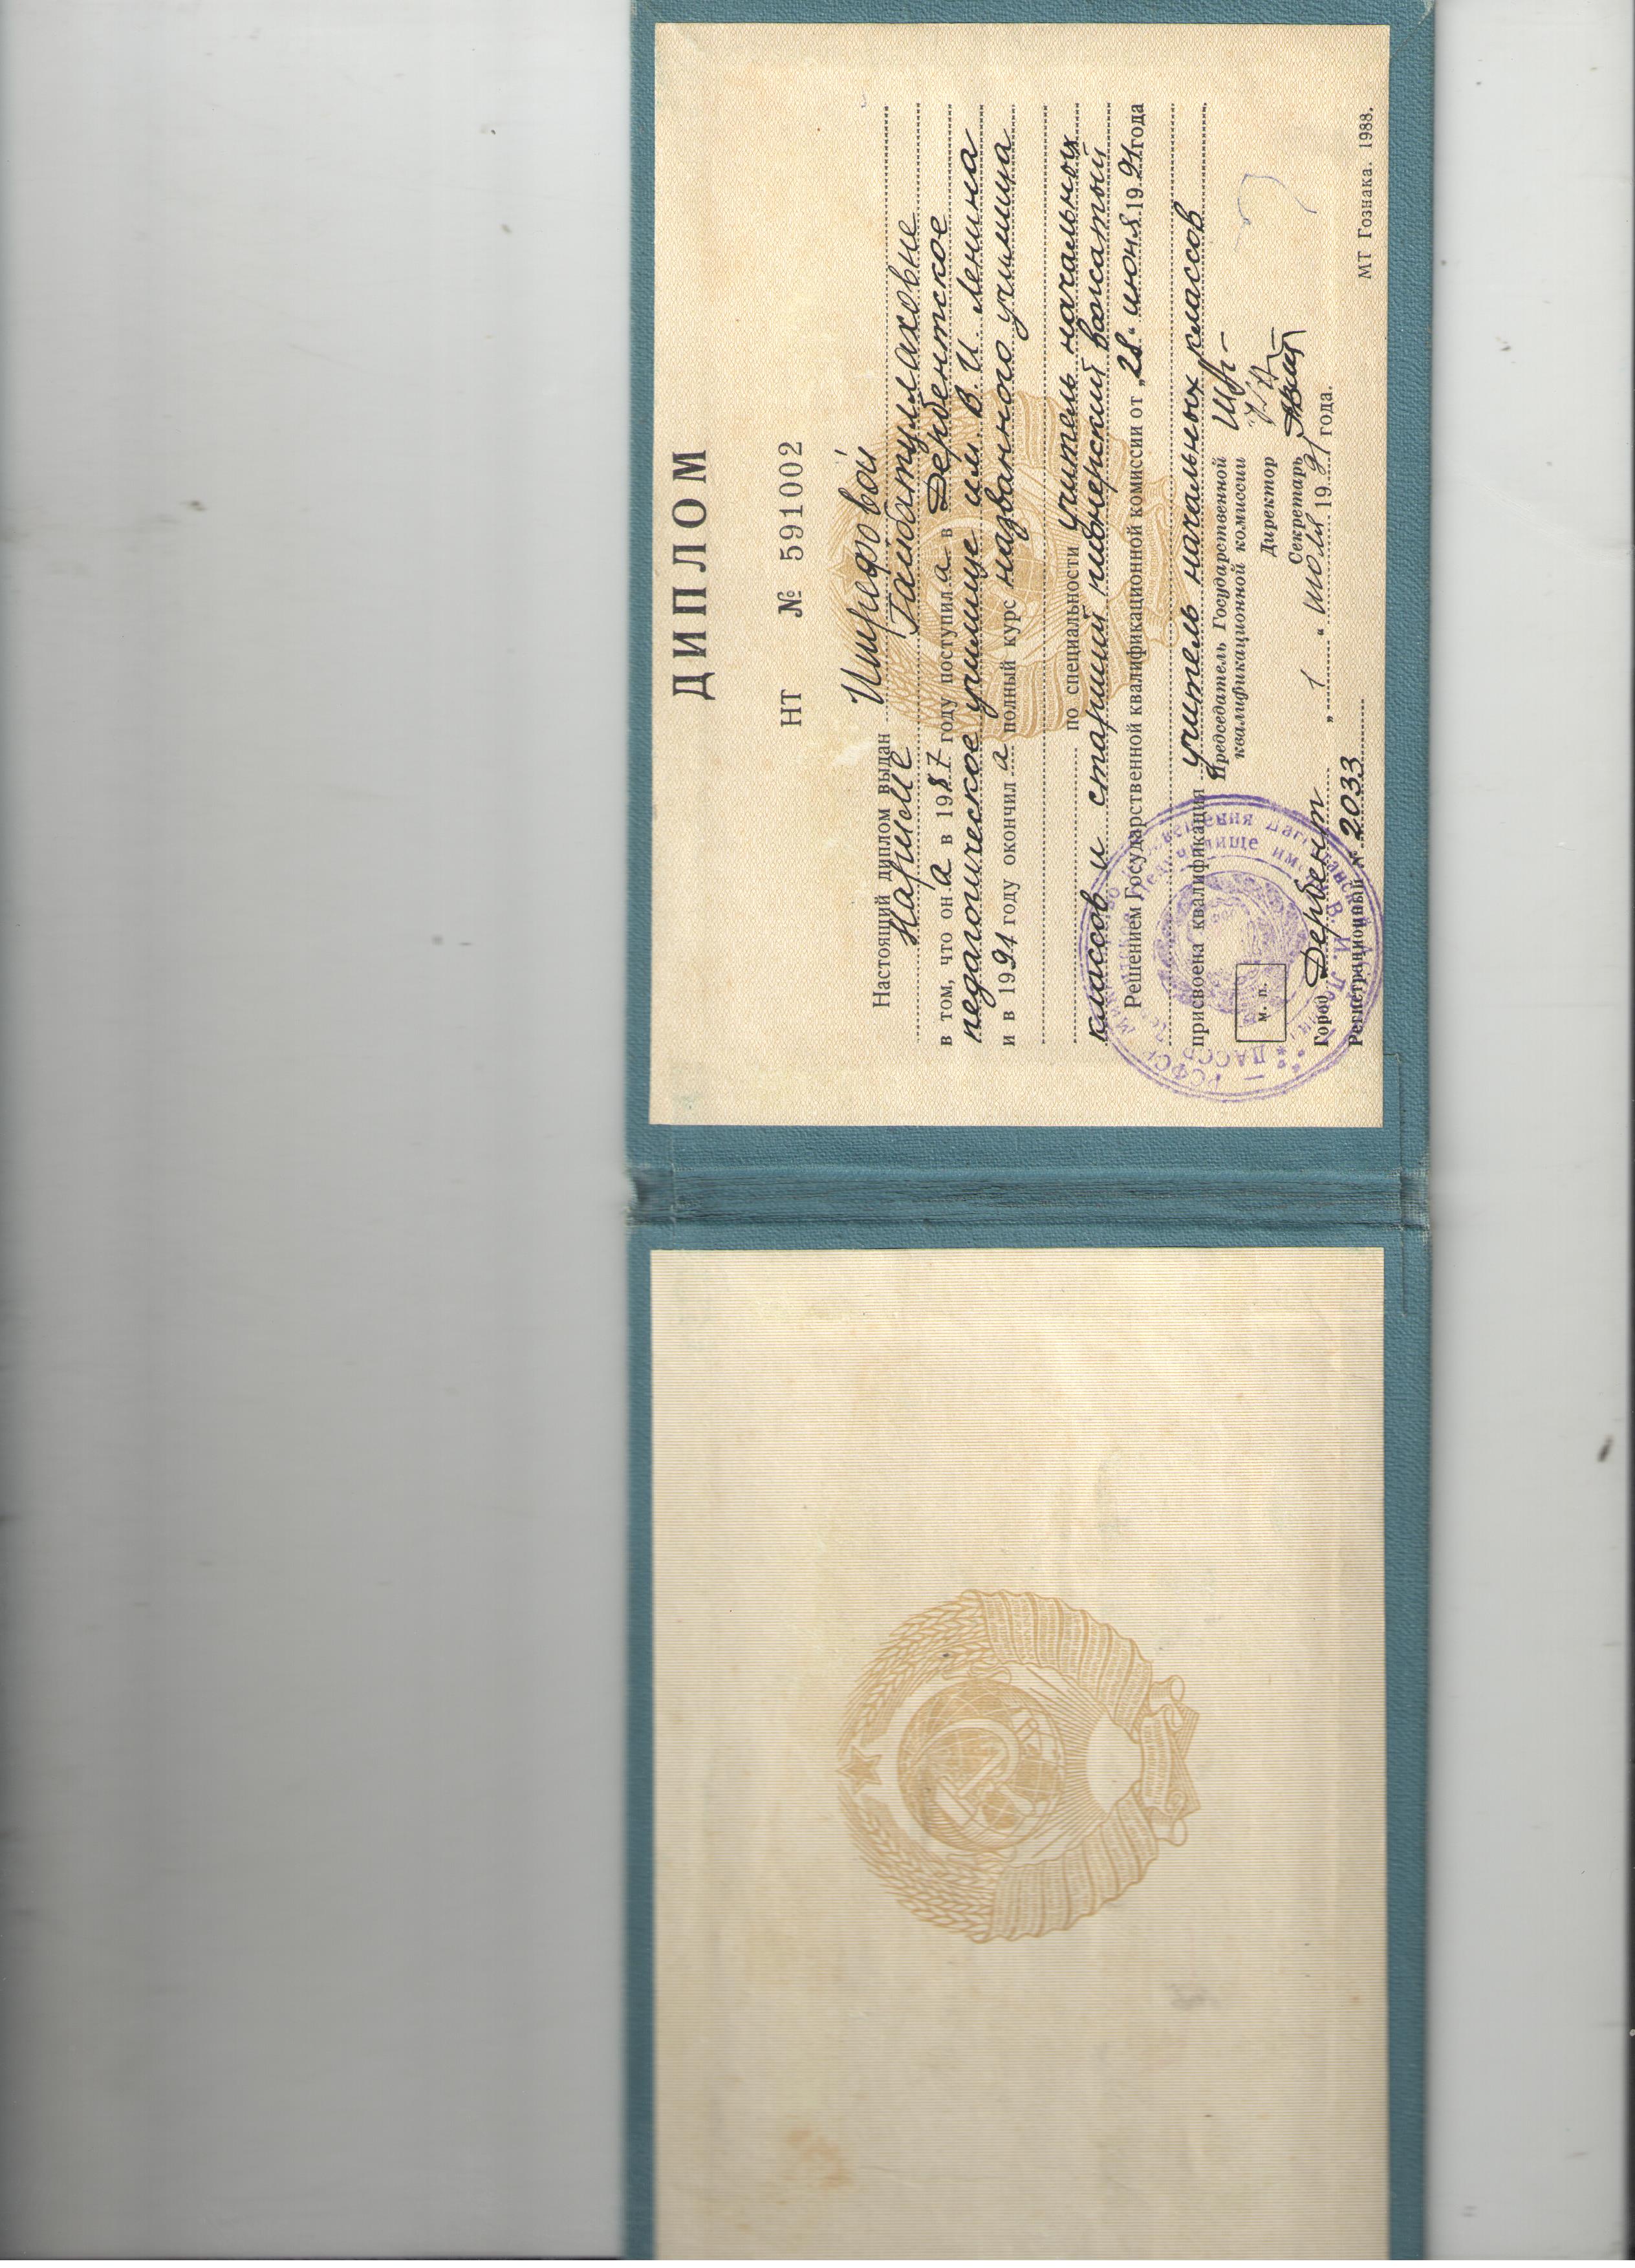 ДИПЛОМ
НТ № 591002
Настоящий диплом выдан Ширефовой
Нариме Гаибатуллаховне
в том, что она в 1987 году поступила в Дербентское
педагогическое училище им. В. И. Ленина
и в 1991 году окончила полный курс названного училища
по специальности учитель начальных
классов и старший пионерский вожатый
Решением Государственной квалификационной комиссии от „28“ июня 1991 года
присвоена квалификация учитель начальных классов
Председатель Государственной
квалификационной комиссии
Директор
Секретарь
М. П.
Город Дербент „1“ июля 1991 года.
Регистрационный № 2033
МТ Гознака. 1988.